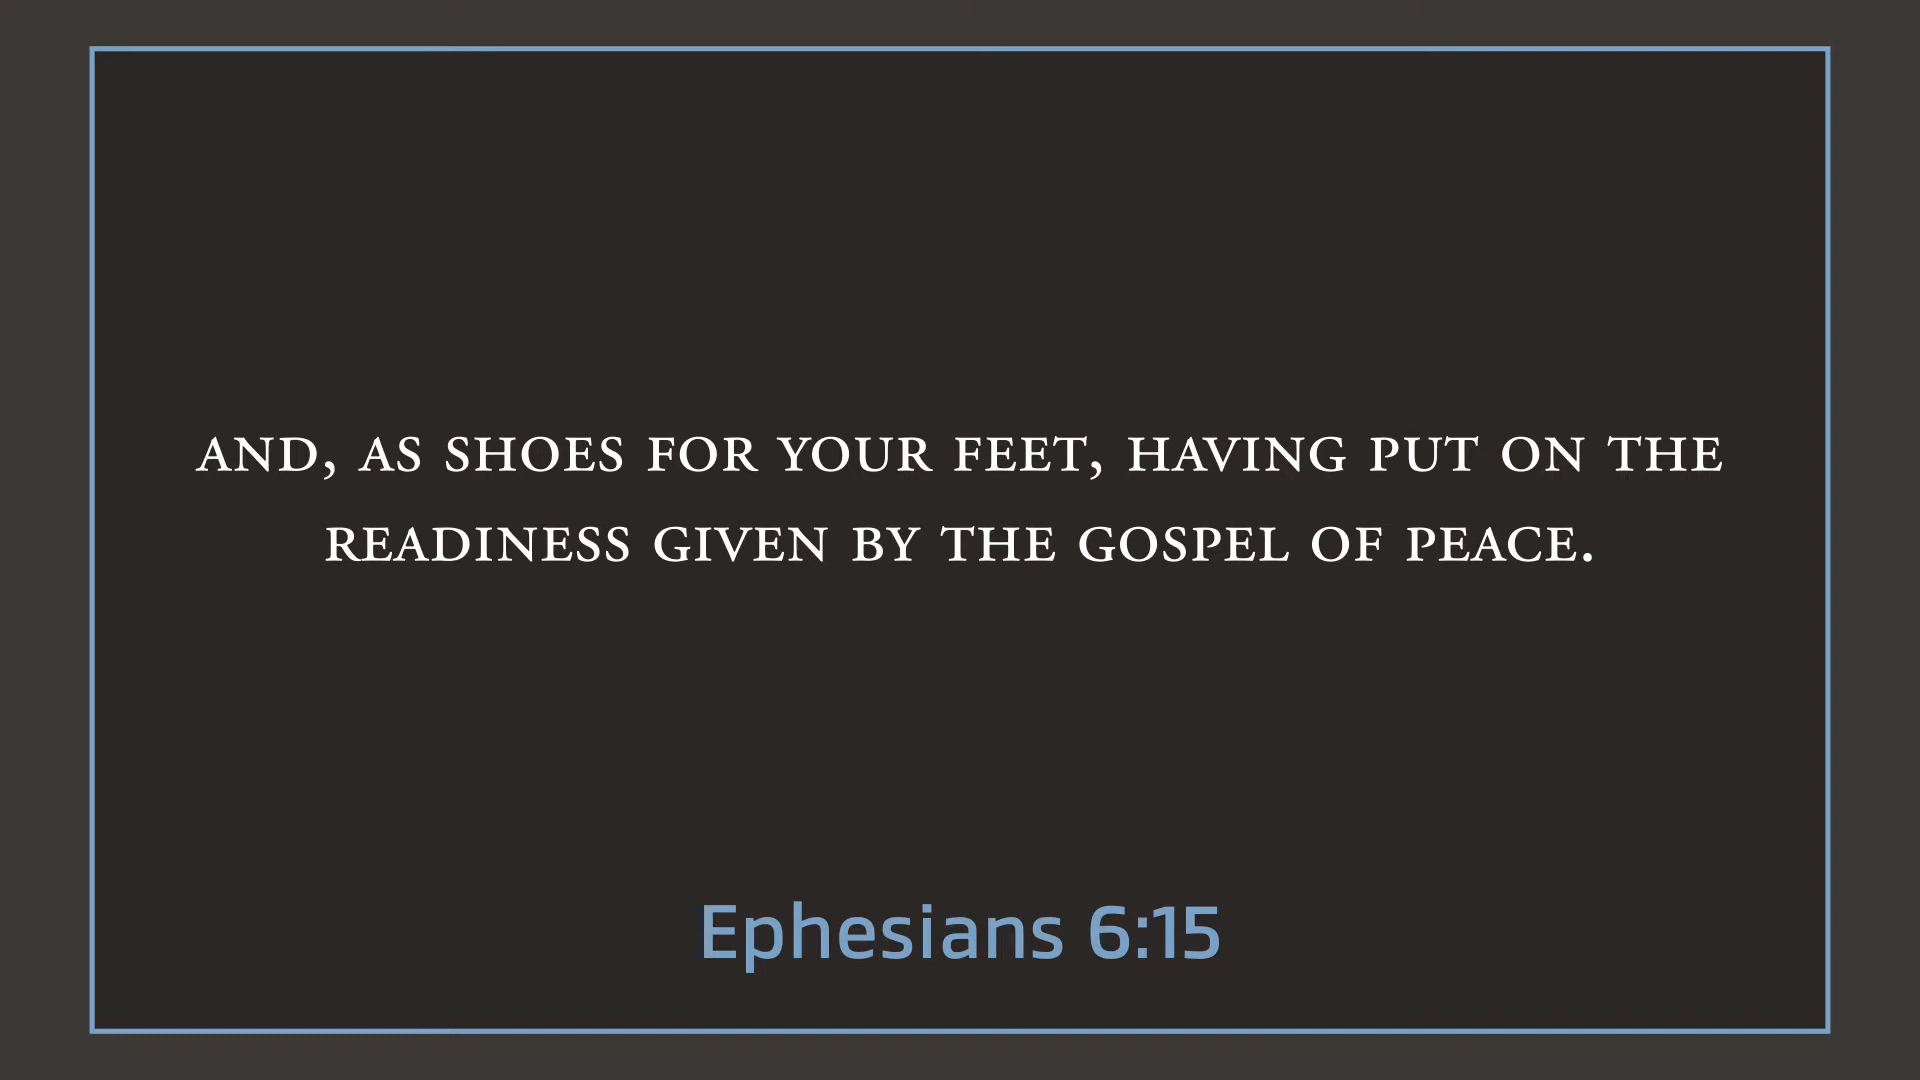 AND, AS SHOES FOR YOUR FEET, HAVING PUT ON THE
READINESS GIVEN BY THE GOSPEL OF PEACE.
Ephesians 6:15